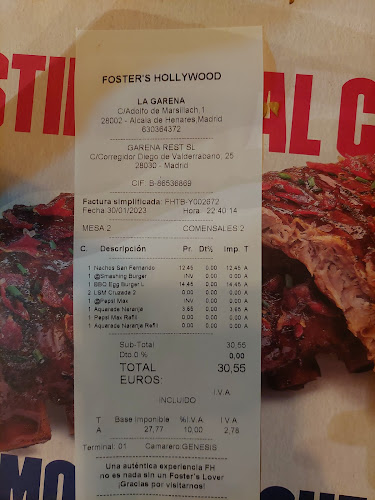 FOSTER'S HOLLYWOOD
LA GARENA
C/Adolfo de Marsillach,1
28002 - Alcala de Henares,Madrid
630364372
GARENA REST SL
C/Corregidor Diego de Valderrabano, 25
28030 - Madrid
CIF: B-86536869
Factura simplificada: FHTB-Y002672
Fecha:30/01/2023 Hora : 22:40:14
MESA 2 COMENSALES 2
C. Descripción Pr. Dt% Imp. T
1 Nachos San Fernando 12,45 0,00 12,45 A
1 @Smashing Burger INV 0,00 0,00 A
1 BBQ Egg Burger L 14,45 0,00 14,45 A
2 LSM Cruzada 2 0,00 0,00 0,00 A
1 @Pepsi Max INV 0,00 0,00 A
1 Aquarade Naranja 3,65 0,00 3,65 A
1 Pepsi Max Refil 0,00 0,00 0,00 A
1 Aquarade Naranja Refil 0,00 0,00 0,00 A
Sub-Total 30,55
Dto.0 % 0,00
TOTAL 30,55
EUROS:
I.V.A.
INCLUIDO
T Base Imponible %I.V.A I.V.A
A 27,77 10,00 2,78
Terminal: 01 Camarero:GENESIS
Una auténtica experiencia FH
no es nada sin un Foster's Lover
¡Gracias por visitarnos!